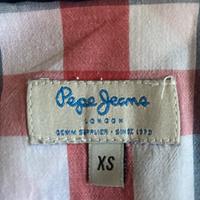 Pepe Jeans
LONDON
DENIM SUPPLIER - SINCE 1973
XS